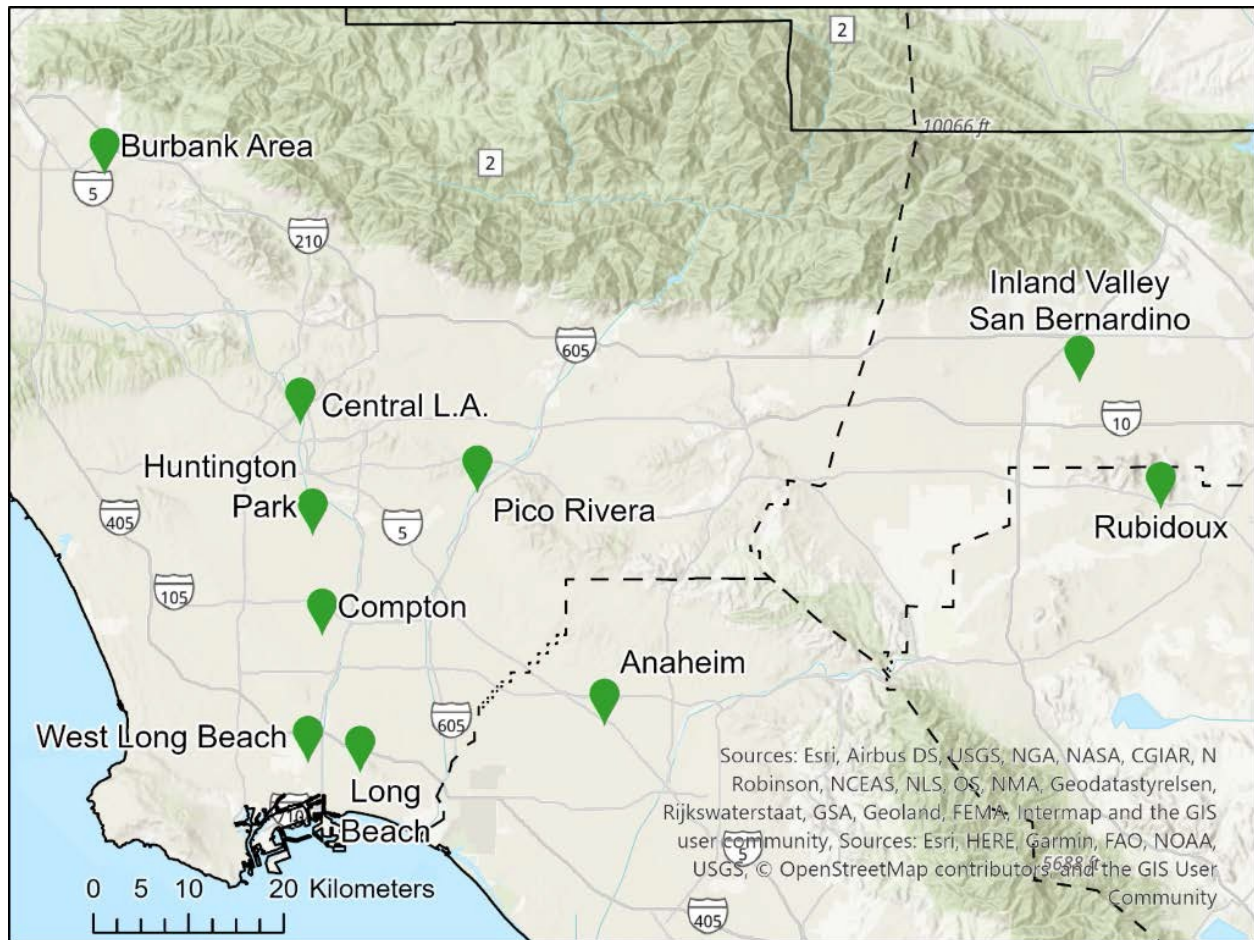 2
10066 ft
Burbank Area
2
5
210
Inland Valley
San Bernardino
605
Central L.A.
10
Huntington
Park
Pico Rivera
405
5
Rubidoux
105
Compton
Anaheim
605
West Long Beach
Long
Beach
710
Sources: Esri, Airbus DS, USGS, NGA, NASA, CGIAR, N
Robinson, NCEAS, NLS, OS, NMA, Geodatastyrelsen,
Rijkswaterstaat, GSA, Geoland, FEMA, Intermap and the GIS
user community, Sources: Esri, HERE, Garmin, FAO, NOAA,
USGS, © OpenStreetMap contributors, and the GIS User
Community
5
5688 ft
405
0 5 10 20 Kilometers